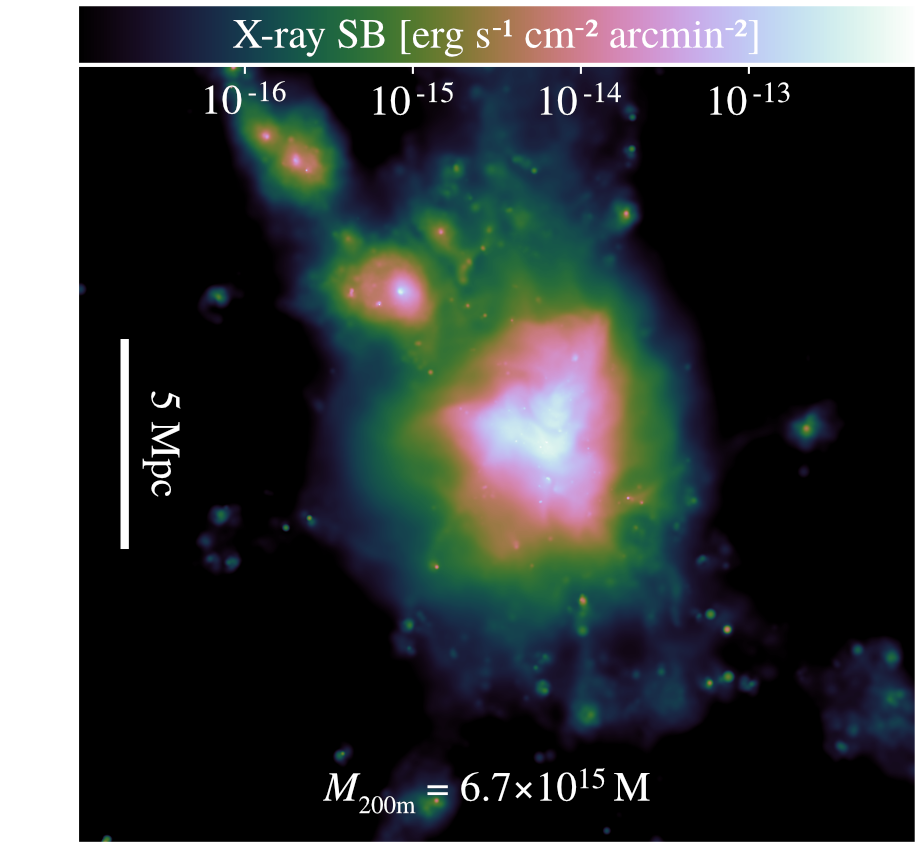 X-ray SB [erg s⁻¹ cm⁻² arcmin⁻²]
10⁻¹⁶ 10⁻¹⁵ 10⁻¹⁴ 10⁻¹³
5 Mpc
M₂₀₀ₘ = 6.7×10¹⁵ M